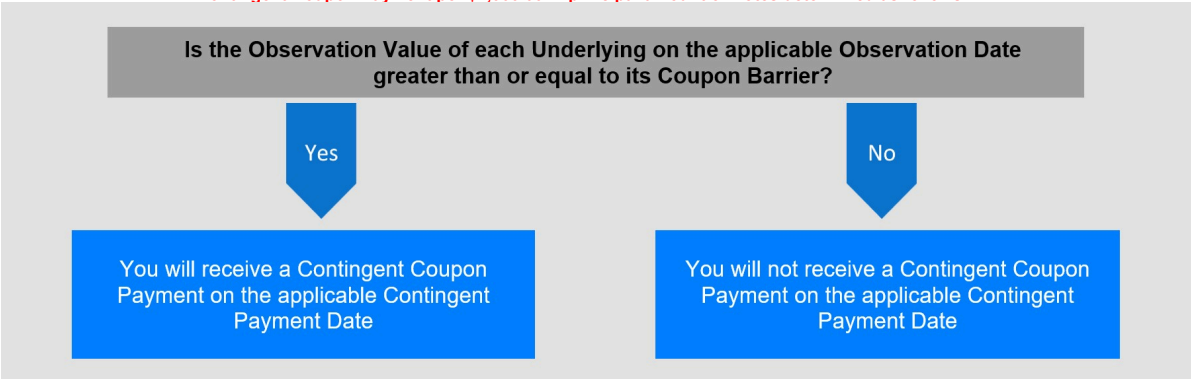 Is the Observation Value of each Underlying on the applicable Observation Date
greater than or equal to its Coupon Barrier?
Yes
No
You will receive a Contingent Coupon
Payment on the applicable Contingent
Payment Date
You will not receive a Contingent Coupon
Payment on the applicable Contingent
Payment Date